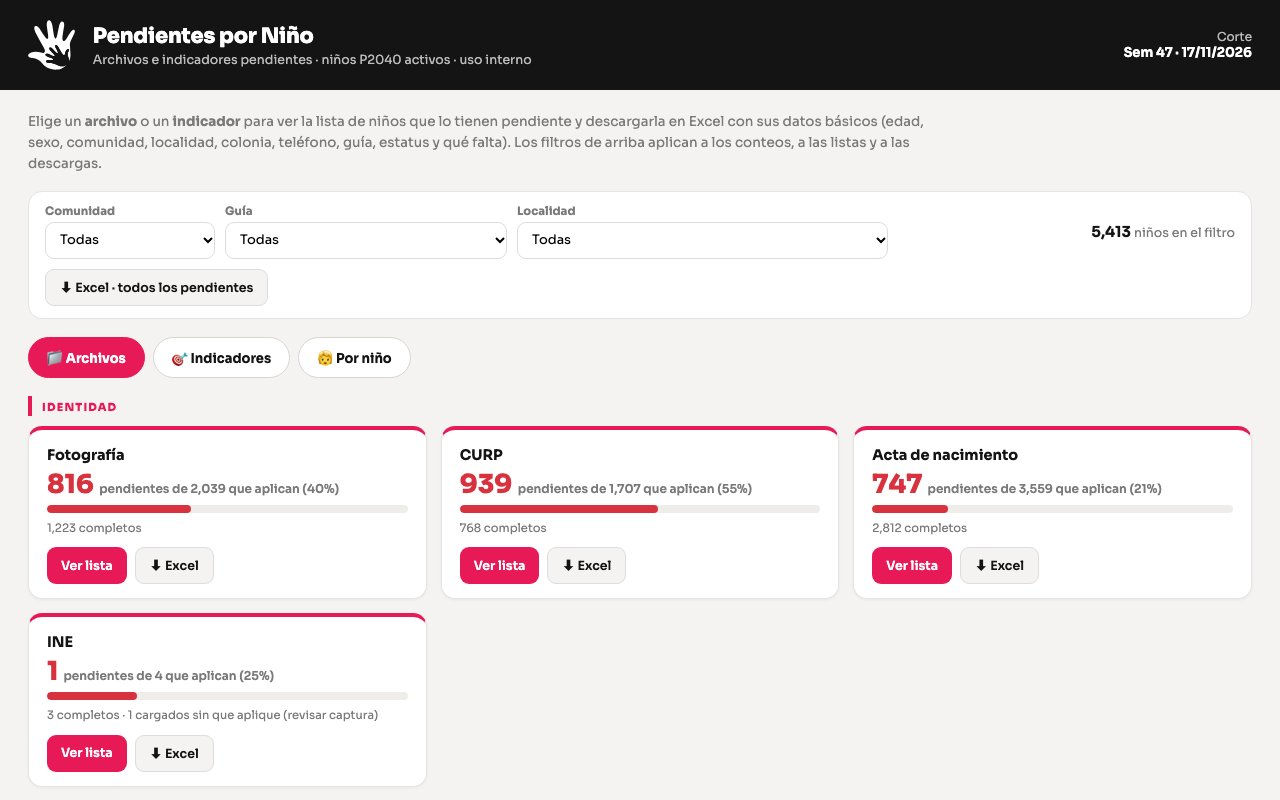 Pendientes por Niño
Archivos e indicadores pendientes · niños P2040 activos · uso interno
Corte
Sem 47 · 17/11/2026
Elige un archivo o un indicador para ver la lista de niños que lo tienen pendiente y descargarla en Excel con sus datos básicos (edad,
sexo, comunidad, localidad, colonia, teléfono, guía, estatus y qué falta). Los filtros de arriba aplican a los conteos, a las listas y a las
descargas.
Comunidad
Guía
Localidad
Todas
Todas
Todas
5,413 niños en el filtro
⬇ Excel · todos los pendientes
Archivos
Indicadores
Por niño
IDENTIDAD
Fotografía
816 pendientes de 2,039 que aplican (40%)
1,223 completos
Ver lista
⬇ Excel
CURP
939 pendientes de 1,707 que aplican (55%)
768 completos
Ver lista
⬇ Excel
Acta de nacimiento
747 pendientes de 3,559 que aplican (21%)
2,812 completos
Ver lista
⬇ Excel
INE
1 pendientes de 4 que aplican (25%)
3 completos · 1 cargados sin que aplique (revisar captura)
Ver lista
⬇ Excel